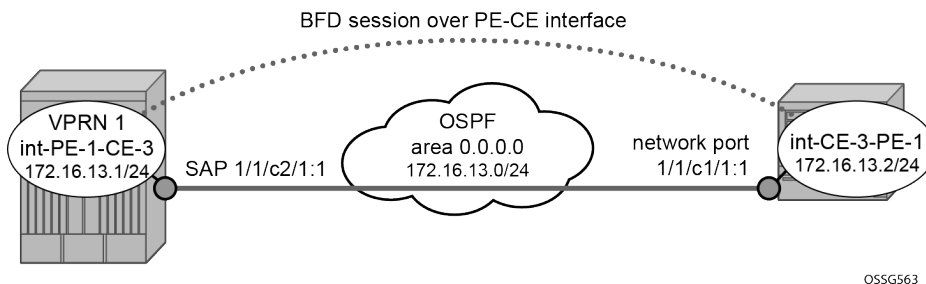 BFD session over PE-CE interface
VPRN 1
int-PE-1-CE-3
172.16.13.1/24
SAP 1/1/c2/1:1
OSPF
area 0.0.0.0
172.16.13.0/24
network port
1/1/c1/1:1
int-CE-3-PE-1
172.16.13.2/24
OSSG563